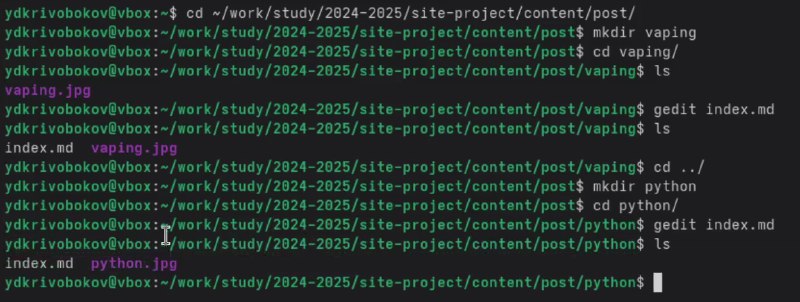 ydkrivobokov@vbox:~$ cd ~/work/study/2024-2025/site-project/content/post/
ydkrivobokov@vbox:~/work/study/2024-2025/site-project/content/post$ mkdir vaping
ydkrivobokov@vbox:~/work/study/2024-2025/site-project/content/post$ cd vaping/
ydkrivobokov@vbox:~/work/study/2024-2025/site-project/content/post/vaping$ ls
vaping.jpg
ydkrivobokov@vbox:~/work/study/2024-2025/site-project/content/post/vaping$ gedit index.md
ydkrivobokov@vbox:~/work/study/2024-2025/site-project/content/post/vaping$ ls
index.md  vaping.jpg
ydkrivobokov@vbox:~/work/study/2024-2025/site-project/content/post/vaping$ cd ../
ydkrivobokov@vbox:~/work/study/2024-2025/site-project/content/post$ mkdir python
ydkrivobokov@vbox:~/work/study/2024-2025/site-project/content/post$ cd python/
ydkrivobokov@vbox:~/work/study/2024-2025/site-project/content/post/python$ gedit index.md
ydkrivobokov@vbox:~/work/study/2024-2025/site-project/content/post/python$ ls
index.md  python.jpg
ydkrivobokov@vbox:~/work/study/2024-2025/site-project/content/post/python$